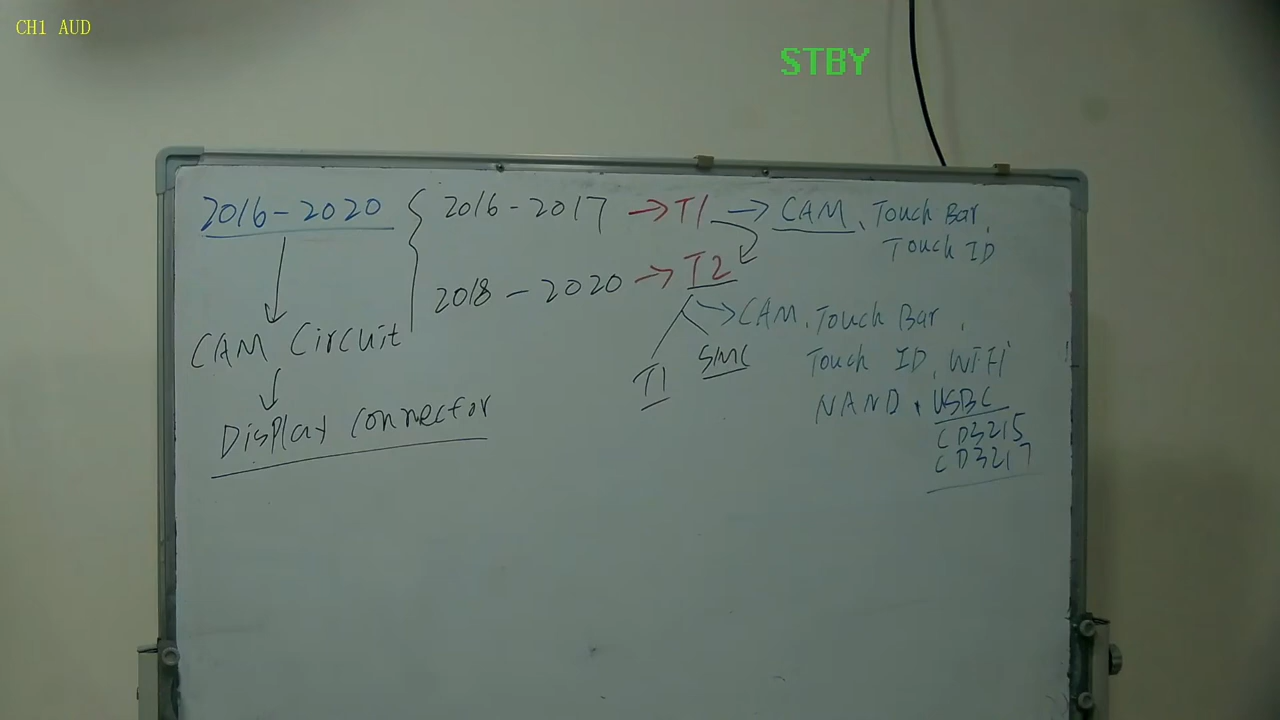 CH1 AUD
STBY
2016-2020 { 2016-2017 → T1 → CAM, Touch Bar,
Touch ID
2018-2020 → T2
CAM Circuit
→ CAM, Touch Bar,
T1 SMC Touch ID, WIFI
Display connector
NAND, USBC
CD3215
CD3217